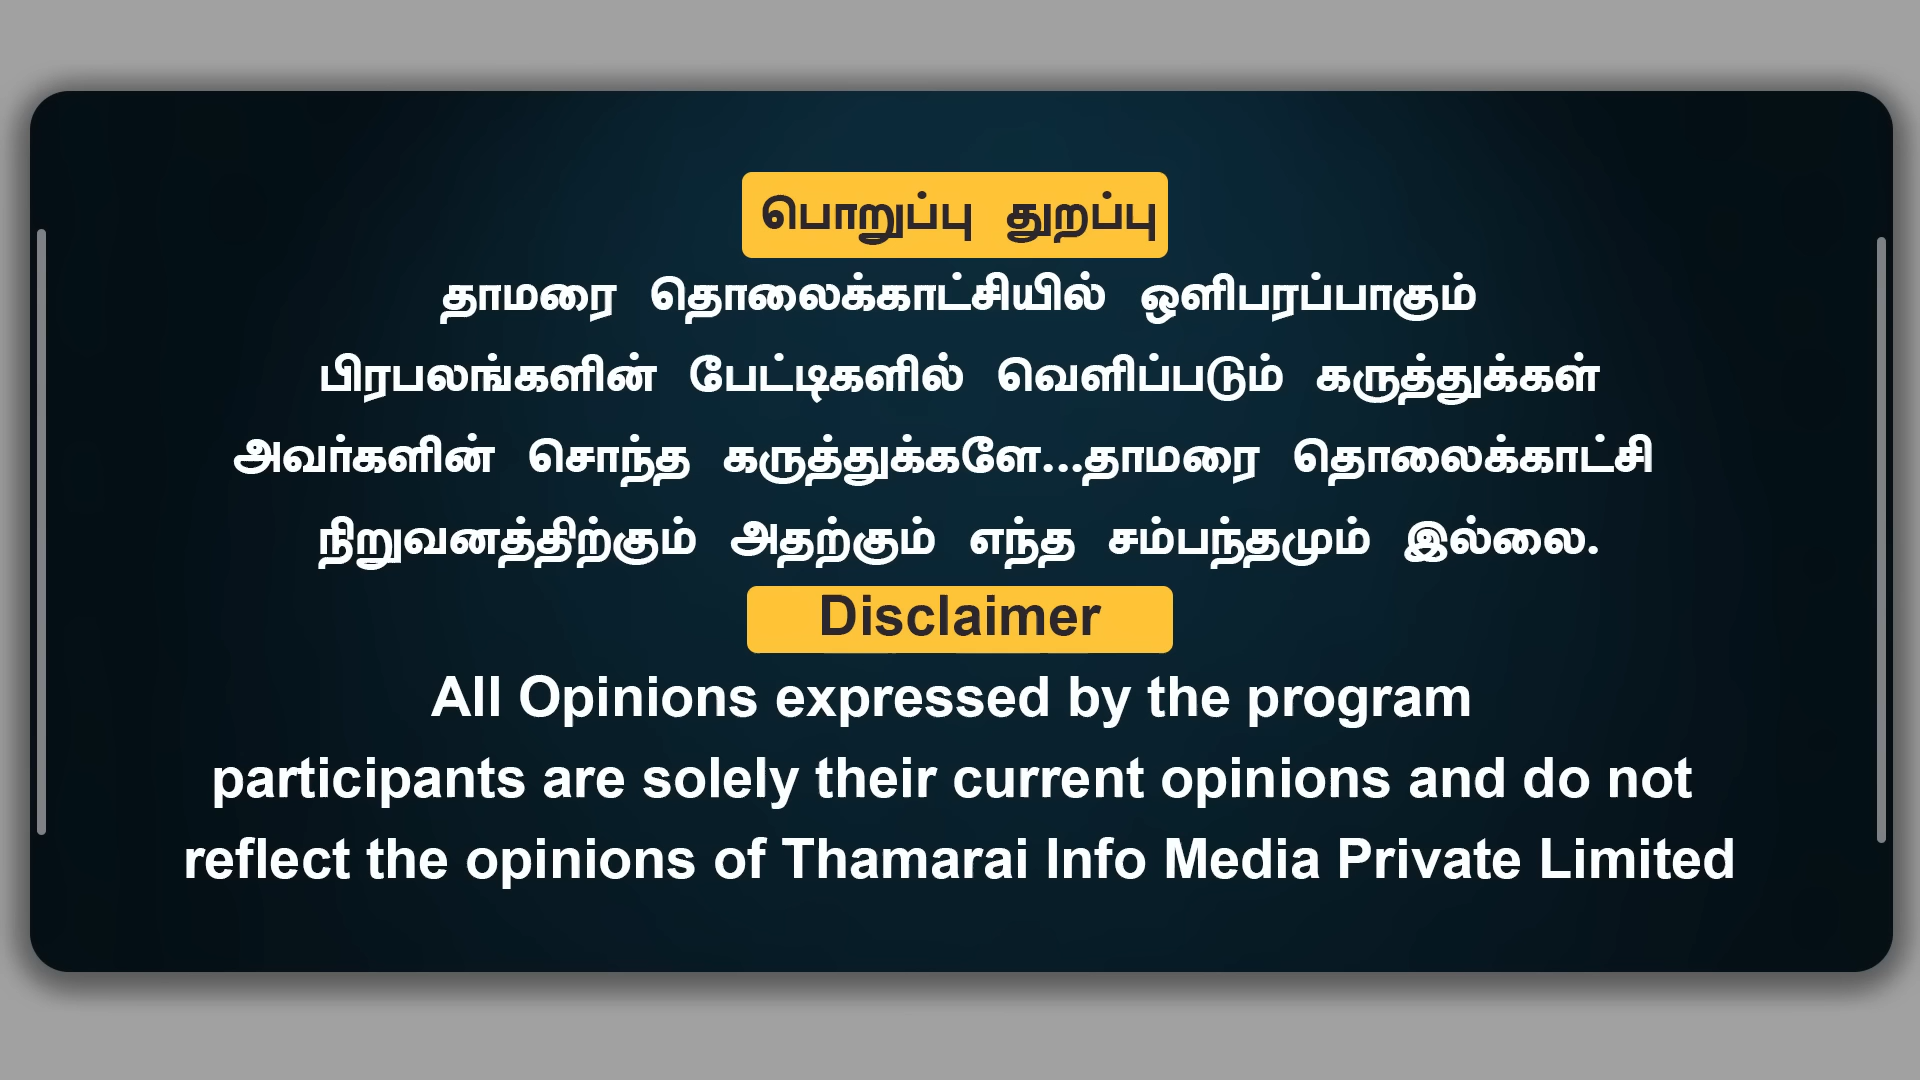 பொறுப்பு துறப்பு
தாமரை தொலைக்காட்சியில் ஒளிபரப்பாகும்
பிரபலங்களின் பேட்டிகளில் வெளிப்படும் கருத்துக்கள்
அவர்களின் சொந்த கருத்துக்களே...தாமரை தொலைக்காட்சி
நிறுவனத்திற்கும் அதற்கும் எந்த சம்பந்தமும் இல்லை.
Disclaimer
All Opinions expressed by the program
participants are solely their current opinions and do not
reflect the opinions of Thamarai Info Media Private Limited